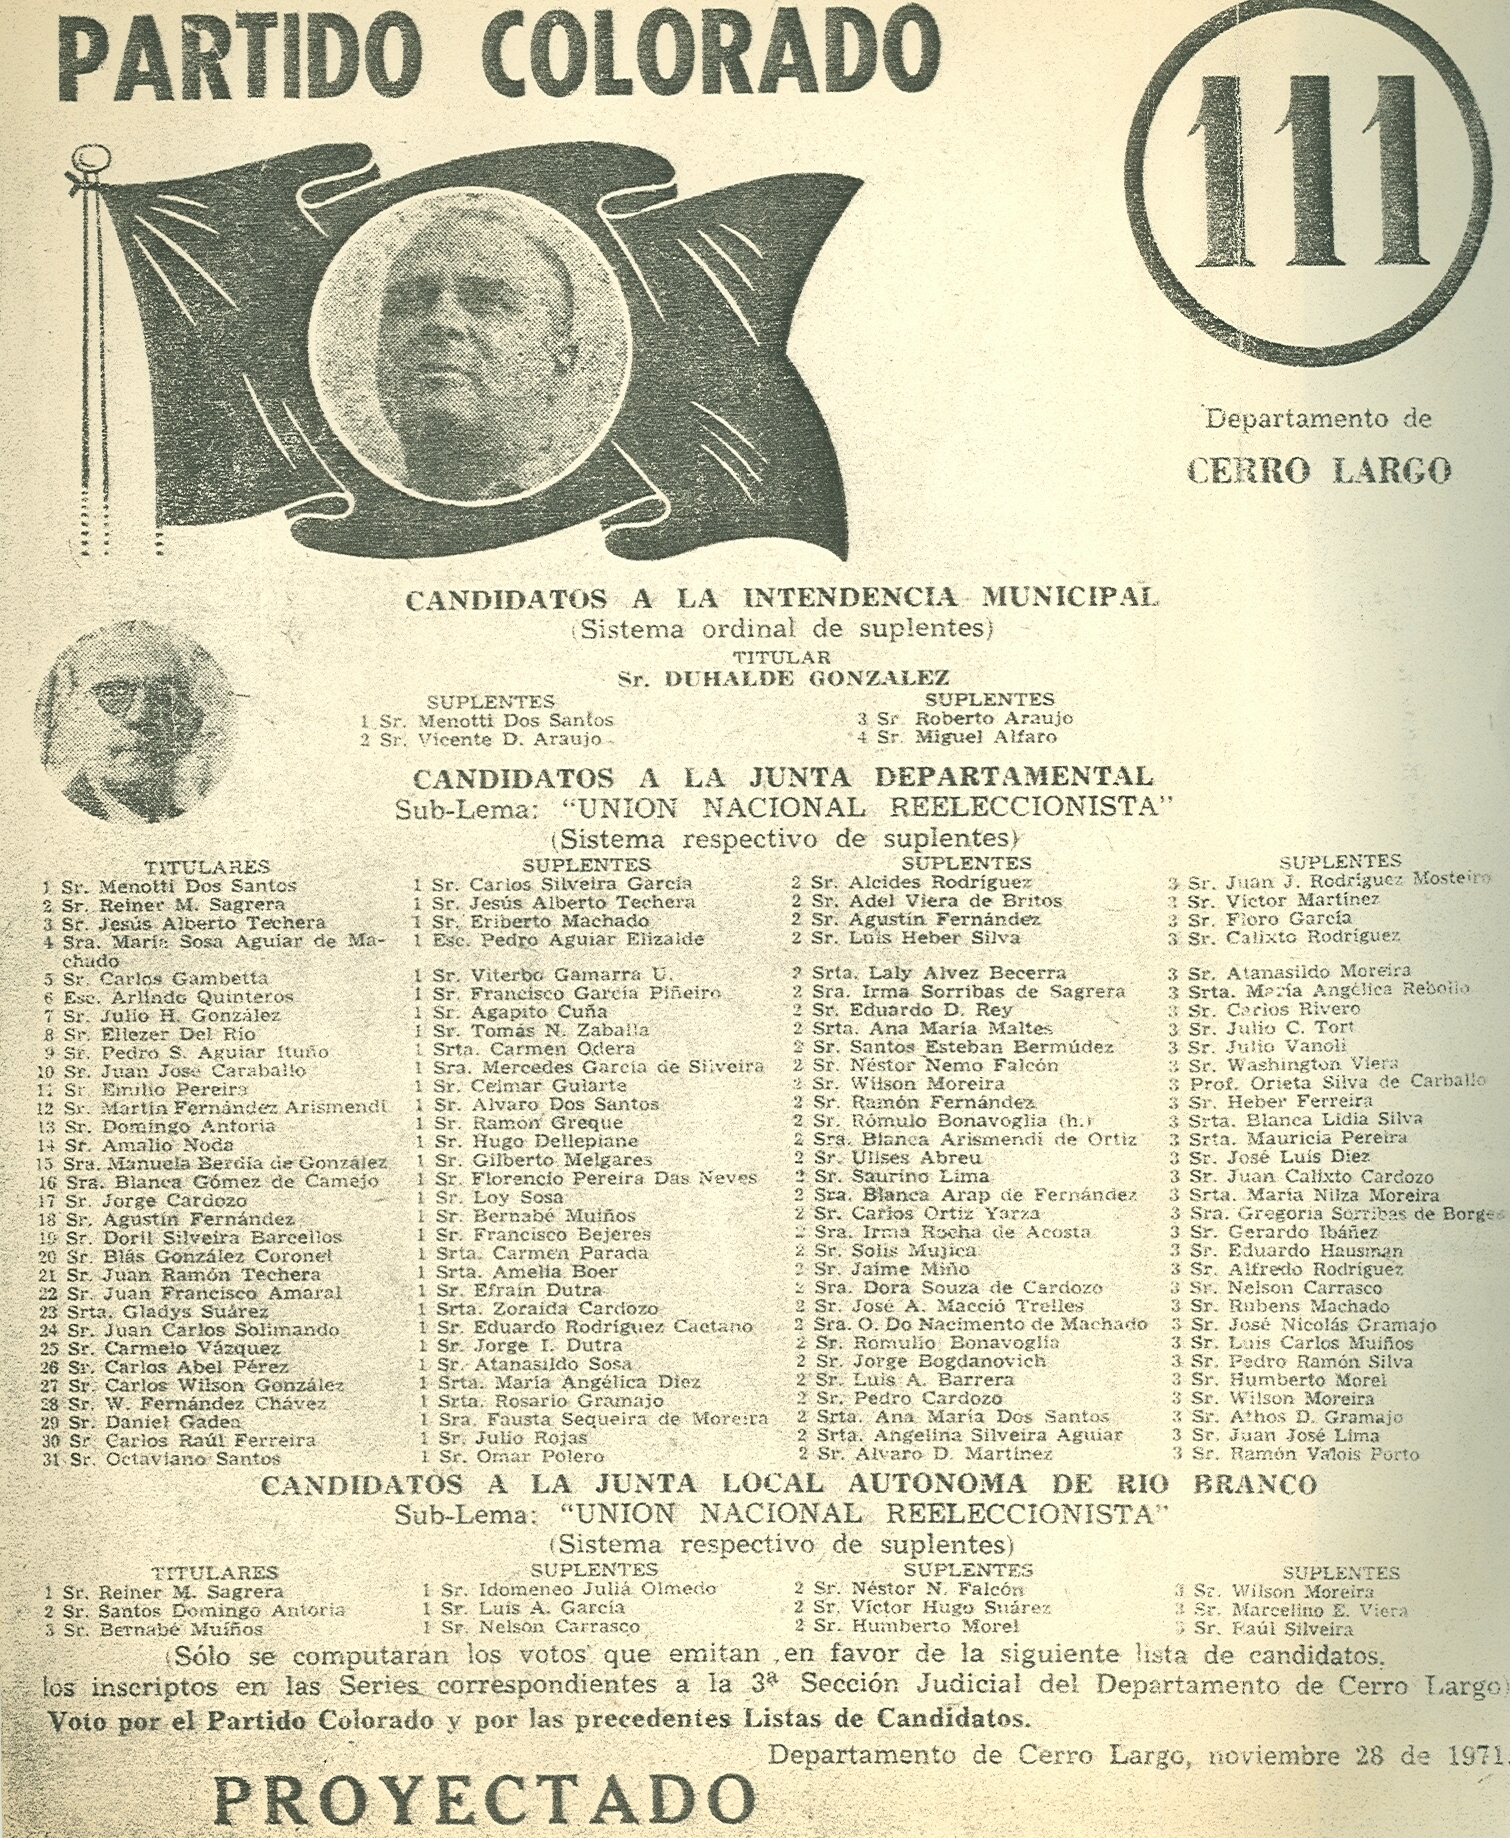 PARTIDO COLORADO
111
Departamento de
CERRO LARGO
CANDIDATOS A LA INTENDENCIA MUNICIPAL
(Sistema ordinal de suplentes)
TITULAR
Sr. DUHALDE GONZALEZ
SUPLENTES SUPLENTES
1 Sr. Menotti Dos Santos 3 Sr. Roberto Araujo
2 Sr. Vicente D. Araujo 4 Sr. Miguel Alfaro
CANDIDATOS A LA JUNTA DEPARTAMENTAL
Sub-Lema: "UNION NACIONAL REELECCIONISTA"
(Sistema respectivo de suplentes)
TITULARES SUPLENTES SUPLENTES SUPLENTES
1 Sr. Menotti Dos Santos 1 Sr. Carlos Silveira García 2 Sr. Alcides Rodríguez 3 Sr. Juan J. Rodríguez Mosteiro
2 Sr. Reiner M. Sagrera 1 Sr. Jesús Alberto Techera 2 Sr. Adel Viera de Britos 3 Sr. Víctor Martínez
3 Sr. Jesús Alberto Techera 1 Sr. Eriberto Machado 2 Sr. Agustín Fernández 3 Sr. Floro García
4 Sra. María Sosa Aguiar de Ma- 1 Esc. Pedro Aguiar Elizalde 2 Sr. Luis Heber Silva 3 Sr. Calixto Rodríguez
chado
5 Sr. Carlos Gambetta 1 Sr. Viterbo Gamarra U. 2 Srta. Laly Alvez Becerra 3 Sr. Atanasildo Moreira
6 Esc. Arlindo Quinteros 1 Sr. Francisco García Piñeiro 2 Sra. Irma Sorribas de Sagrera 3 Srta. María Angélica Rebollo
7 Sr. Julio H. González 1 Sr. Agapito Cuña 2 Sr. Eduardo D. Rey 3 Sr. Carlos Rivero
8 Sr. Eliezer Del Río 1 Sr. Tomás N. Zaballa 2 Srta. Ana María Maltes 3 Sr. Julio C. Tort
9 Sr. Pedro S. Aguiar Ituño 1 Srta. Carmen Odera 2 Sr. Santos Esteban Bermúdez 3 Sr. Julio Vanoli
10 Sr. Juan José Caraballo 1 Sra. Mercedes García de Silveira 2 Sr. Néstor Nemo Falcón 3 Sr. Washington Viera
11 Sr. Emilio Pereira 1 Sr. Celmar Guiarte 2 Sr. Wilson Moreira 3 Prof. Orieta Silva de Carballo
12 Sr. Martín Fernández Arismendi 1 Sr. Alvaro Dos Santos 2 Sr. Ramón Fernández 3 Sr. Heber Ferreira
13 Sr. Domingo Antoria 1 Sr. Ramón Greque 2 Sr. Rómulo Bonavoglia (h.) 3 Srta. Blanca Lidia Silva
14 Sr. Amalio Noda 1 Sr. Hugo Dellepiane 2 Sra. Blanca Arismendi de Ortiz 3 Srta. Mauricia Pereira
15 Sra. Manuela Berdía de González 1 Sr. Gilberto Melgares 2 Sr. Ulises Abreu 3 Sr. José Luis Diez
16 Sra. Blanca Gómez de Camejo 1 Sr. Florencio Pereira Das Neves 2 Sr. Saurino Lima 3 Sr. Juan Calixto Cardozo
17 Sr. Jorge Cardozo 1 Sr. Loy Sosa 2 Sra. Blanca Arap de Fernández 3 Srta. María Nilza Moreira
18 Sr. Agustín Fernández 1 Sr. Bernabé Muiños 2 Sr. Carlos Ortiz Yarza 3 Sra. Gregoria Sorribas de Borges
19 Sr. Doril Silveira Barcellos 1 Sr. Francisco Bejeres 2 Sra. Irma Rocha de Acosta 3 Sr. Gerardo Ibáñez
20 Sr. Blás González Coronel 1 Srta. Carmen Parada 2 Sr. Solís Mujica 3 Sr. Eduardo Hausman
21 Sr. Juan Ramón Techera 1 Srta. Amelia Boer 2 Sr. Jaime Miño 3 Sr. Alfredo Rodríguez
22 Sr. Juan Francisco Amaral 1 Sr. Efraín Dutra 2 Sra. Dora Souza de Cardozo 3 Sr. Nelson Carrasco
23 Srta. Gladys Suárez 1 Srta. Zoraida Cardozo 2 Sr. José A. Macció Trelles 3 Sr. Rubens Machado
24 Sr. Juan Carlos Solimando 1 Sr. Eduardo Rodríguez Caetano 2 Sra. O. Do Nacimento de Machado 3 Sr. José Nicolás Gramajo
25 Sr. Carmelo Vázquez 1 Sr. Jorge I. Dutra 2 Sr. Romulio Bonavoglia 3 Sr. Luis Carlos Muiños
26 Sr. Carlos Abel Pérez 1 Sr. Atanasildo Sosa 2 Sr. Jorge Bogdanovich 3 Sr. Pedro Ramón Silva
27 Sr. Carlos Wilson González 1 Srta. María Angélica Diez 2 Sr. Luis A. Barrera 3 Sr. Humberto Morel
28 Sr. W. Fernández Chávez 1 Srta. Rosario Gramajo 2 Sr. Pedro Cardozo 3 Sr. Wilson Moreira
29 Sr. Daniel Gadea 1 Sra. Fausta Sequeira de Moreira 2 Srta. Ana María Dos Santos 3 Sr. Athos D. Gramajo
30 Sr. Carlos Raúl Ferreira 1 Sr. Julio Rojas 2 Srta. Angelina Silveira Aguiar 3 Sr. Juan José Lima
31 Sr. Octaviano Santos 1 Sr. Omar Polero 2 Sr. Alvaro D. Martínez 3 Sr. Ramón Valois Porto
CANDIDATOS A LA JUNTA LOCAL AUTONOMA DE RIO BRANCO
Sub-Lema: "UNION NACIONAL REELECCIONISTA"
(Sistema respectivo de suplentes)
TITULARES SUPLENTES SUPLENTES SUPLENTES
1 Sr. Reiner M. Sagrera 1 Sr. Idomeneo Juliá Olmedo 2 Sr. Néstor N. Falcón 3 Sr. Wilson Moreira
2 Sr. Santos Domingo Antoria 1 Sr. Luis A. García 2 Sr. Víctor Hugo Suárez 3 Sr. Marcelino E. Viera
3 Sr. Bernabé Muiños 1 Sr. Nelson Carrasco 2 Sr. Humberto Morel 3 Sr. Raúl Silveira
(Sólo se computarán los votos que emitan en favor de la siguiente lista de candidatos,
los inscriptos en las Series correspondientes a la 3ª Sección Judicial del Departamento de Cerro Largo)
Voto por el Partido Colorado y por las precedentes Listas de Candidatos.
Departamento de Cerro Largo, noviembre 28 de 1971.
PROYECTADO